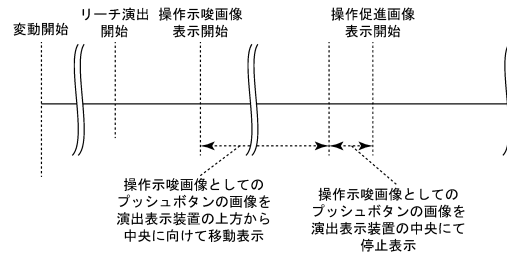 変動開始
リーチ演出
開始
操作示唆画像
表示開始
操作促進画像
表示開始
操作示唆画像としての
プッシュボタンの画像を
演出表示装置の上方から
中央に向けて移動表示
操作示唆画像としての
プッシュボタンの画像を
演出表示装置の中央にて
停止表示